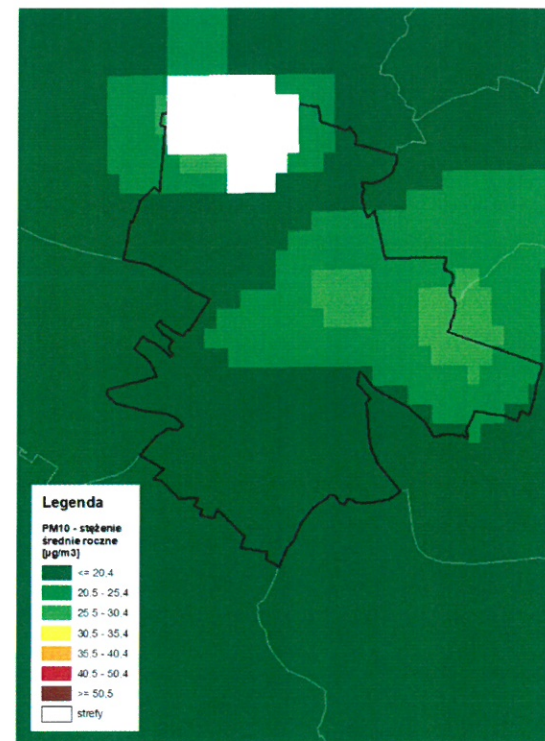 Legenda
PM10 - stężenie
średnie roczne
[µg/m3]
<= 20.4
20.5 - 25.4
25.5 - 30.4
30.5 - 35.4
35.5 - 40.4
40.5 - 50.4
>= 50.5
strefy